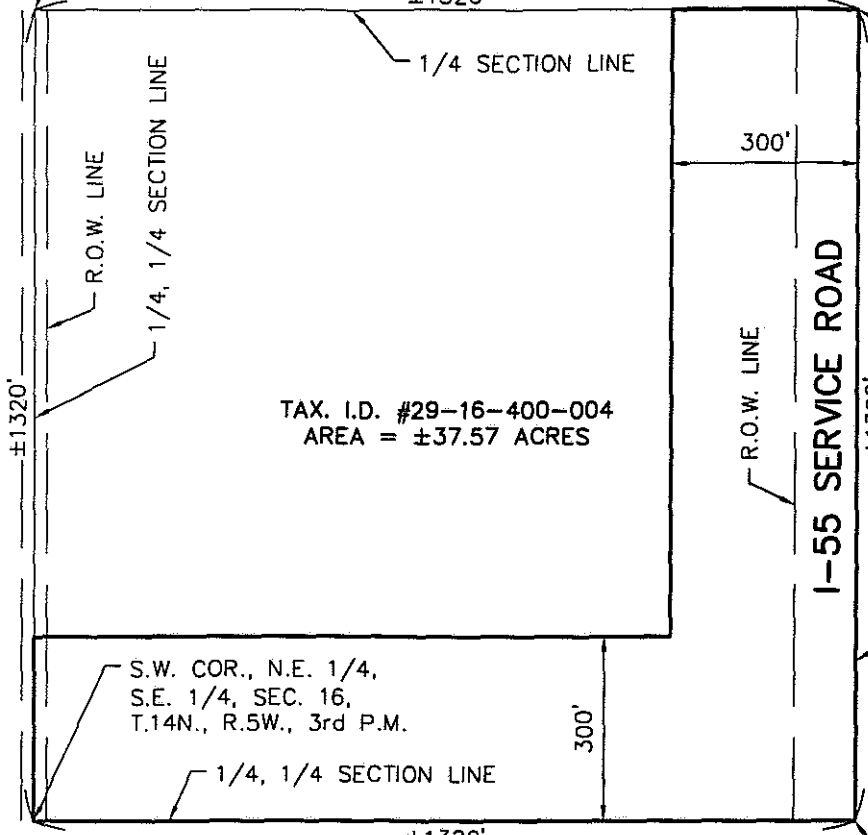 1/4 SECTION LINE
R.O.W. LINE
1/4, 1/4 SECTION LINE
300'
±1320'
TAX. I.D. #29-16-400-004
AREA = ±37.57 ACRES
R.O.W. LINE
I-55 SERVICE ROAD
S.W. COR., N.E. 1/4,
S.E. 1/4, SEC. 16,
T.14N., R.5W., 3rd P.M.
300'
1/4, 1/4 SECTION LINE